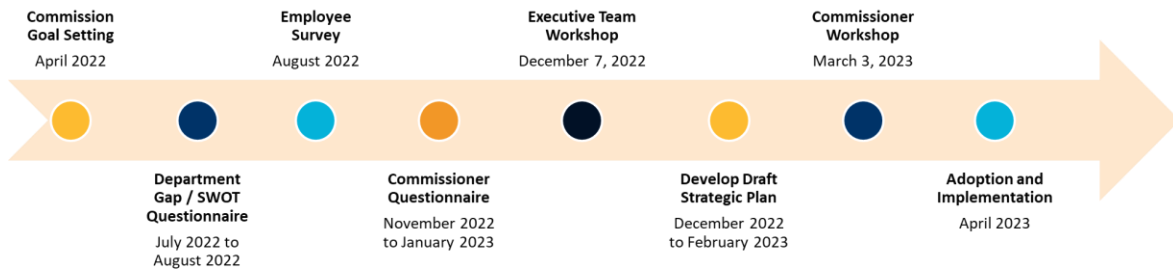 Commission
Goal Setting
April 2022
Department
Gap / SWOT
Questionnaire
July 2022 to
August 2022
Employee
Survey
August 2022
Commissioner
Questionnaire
November 2022
to January 2023
Executive Team
Workshop
December 7, 2022
Develop Draft
Strategic Plan
December 2022
to February 2023
Commissioner
Workshop
March 3, 2023
Adoption and
Implementation
April 2023